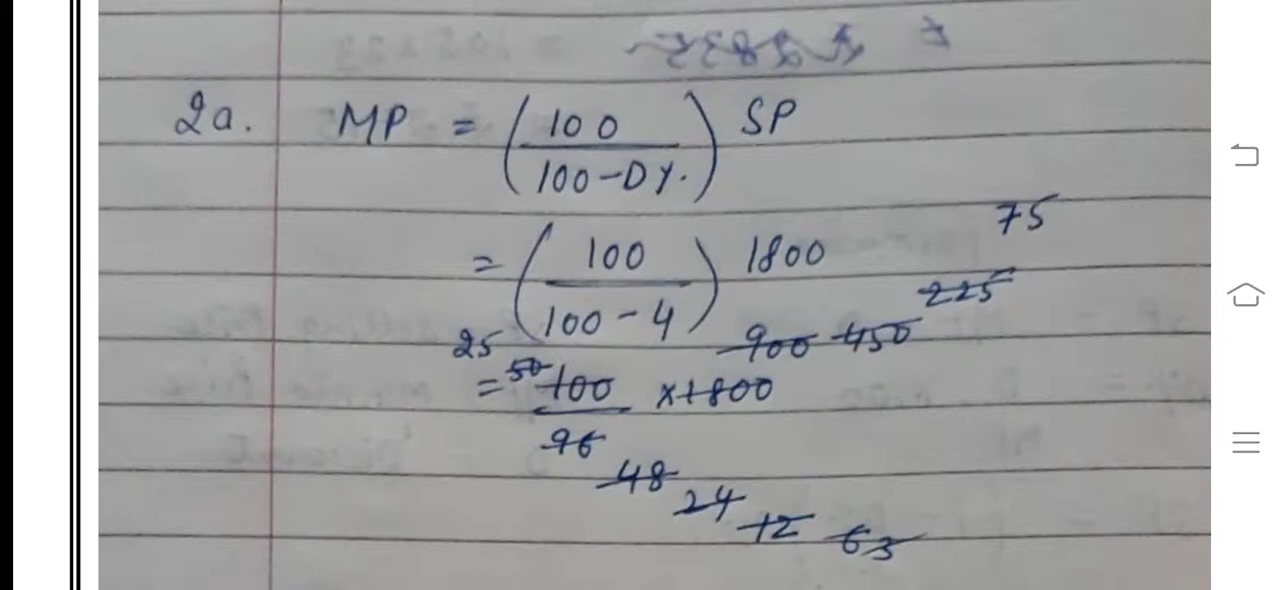 2a. MP = (100 / 100-D%) SP
= (100 / 100-4) 1800
75
225
25 900 450
= 50 100 x1800
96
48
24
12 6 3